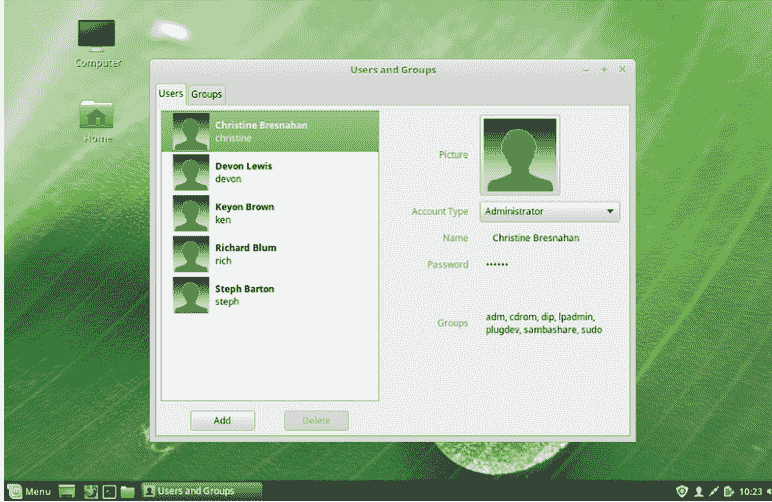 Computer
Home
Users and Groups
Users
Groups
Christine Bresnahan
christine
Devon Lewis
devon
Keyon Brown
ken
Richard Blum
rich
Steph Barton
steph
Add
Delete
Picture
Account Type
Administrator
Name
Christine Bresnahan
Password
••••••
Groups
adm, cdrom, dip, lpadmin,
plugdev, sambashare, sudo
Menu
Users and Groups
10:23